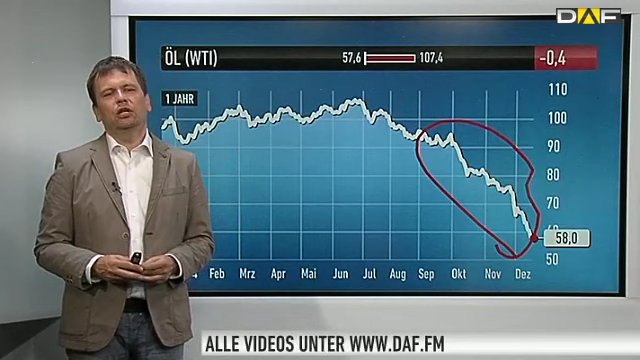 DAF
ÖL (WTI) 57,6 107,4 -0,4
1 JAHR
110
100
90
80
70
58,0
50
Feb Mrz Apr Mai Jun Jul Aug Sep Okt Nov Dez
ALLE VIDEOS UNTER WWW.DAF.FM